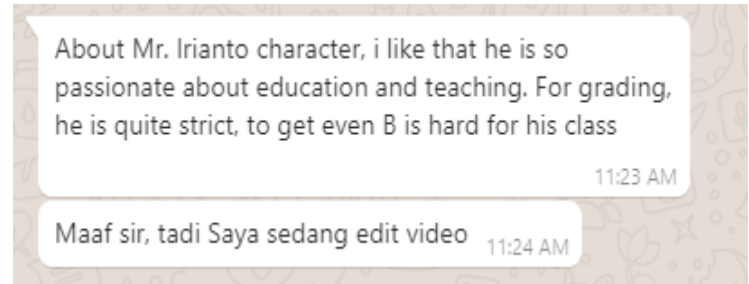 About Mr. Irianto character, i like that he is so
passionate about education and teaching. For grading,
he is quite strict, to get even B is hard for his class
11:23 AM
Maaf sir, tadi Saya sedang edit video 11:24 AM